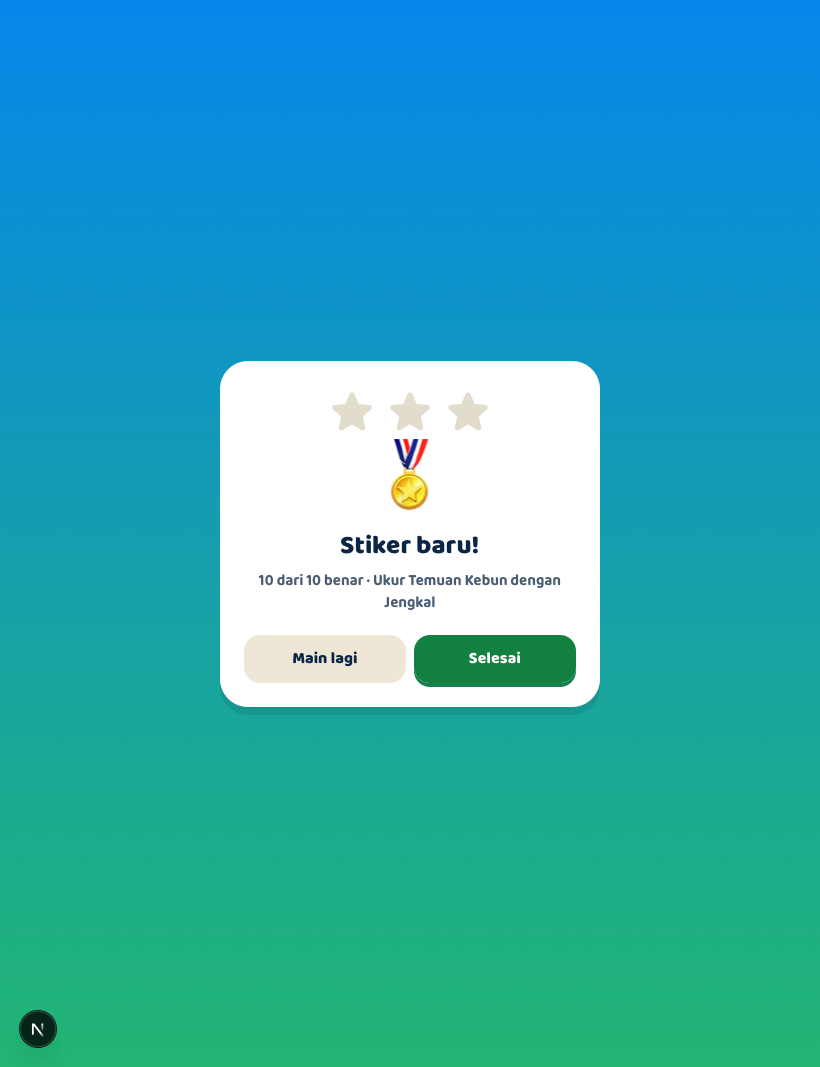 Stiker baru!
10 dari 10 benar · Ukur Temuan Kebun dengan
Jengkal
Main lagi
Selesai
N